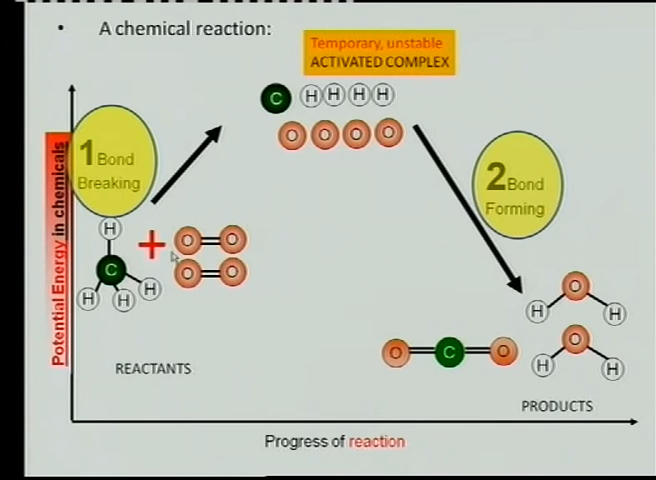 • A chemical reaction:
Temporary, unstable
ACTIVATED COMPLEX
C H H H H
O O O O
1 Bond
Breaking
2 Bond
Forming
Potential Energy in chemicals
H
C
H H H
+
O O
O O
REACTANTS
O C O
O
H H
O
H H
PRODUCTS
Progress of reaction